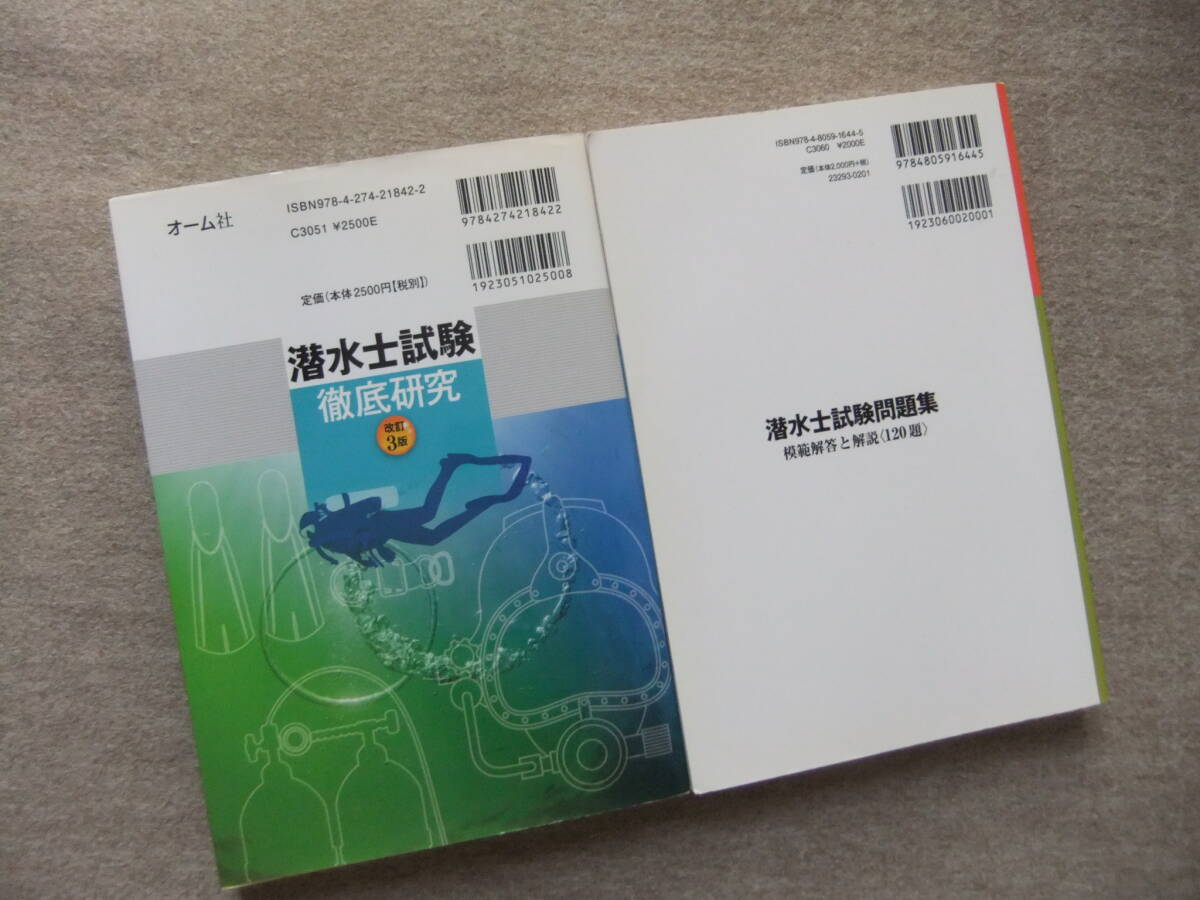 オーム社
ISBN978-4-274-21842-2
C3051 ¥2500E
定価(本体2500円【税別】)
9784274218422
1923051025008
潜水士試験
徹底研究
改訂
3版
ISBN978-4-8059-1644-5
C3060 ¥2000E
定価(本体2,000円+税)
23293-0201
9784805916445
1923060020001
潜水士試験問題集
模範解答と解説〈120題〉